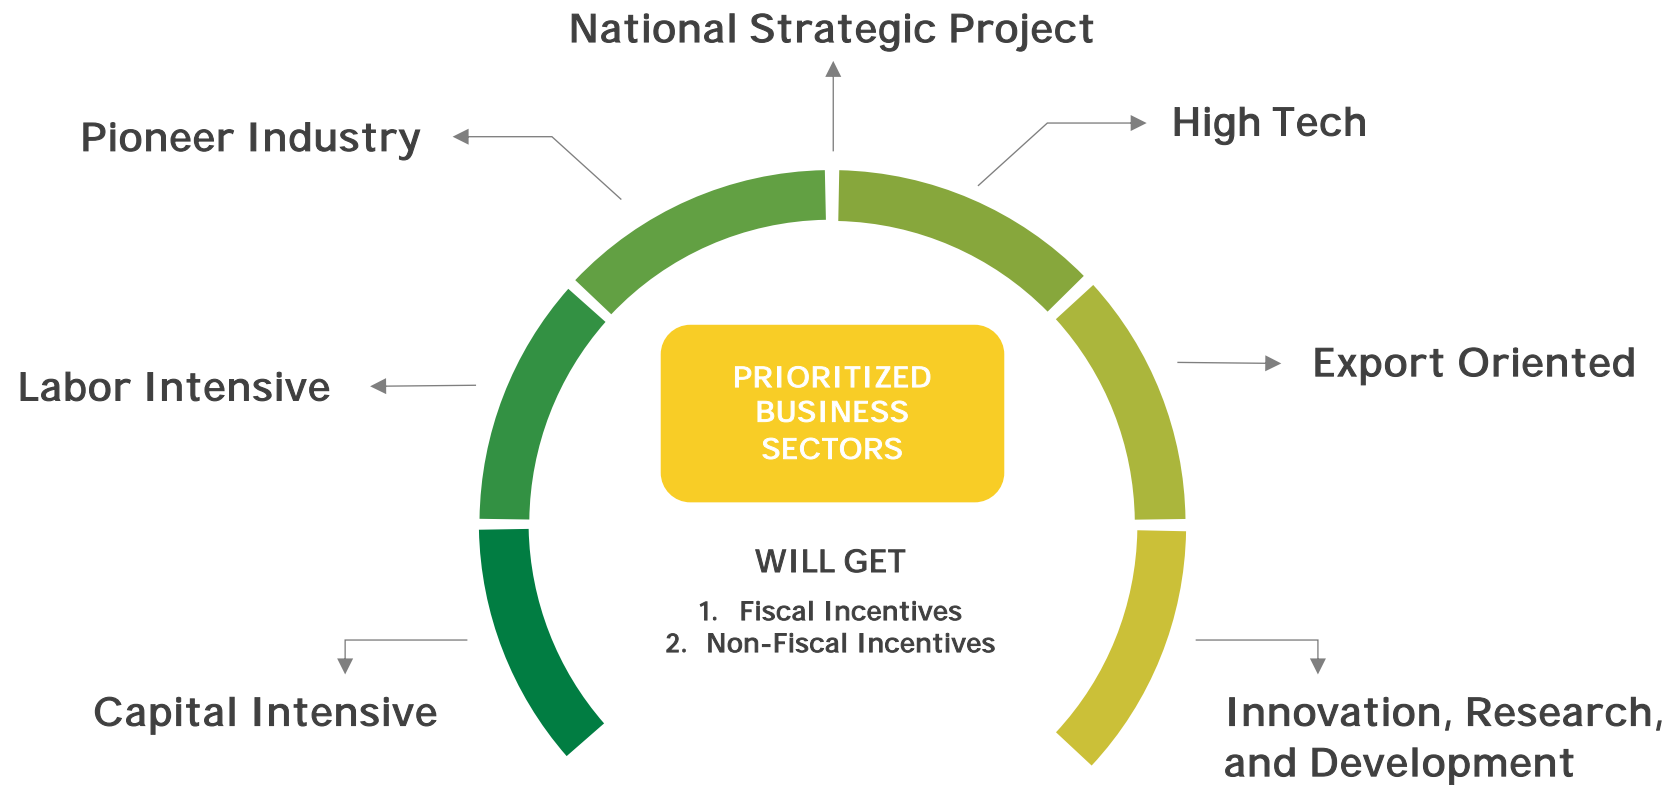 National Strategic Project
Pioneer Industry
High Tech
Labor Intensive
Export Oriented
PRIORITIZED
BUSINESS
SECTORS
WILL GET
1. Fiscal Incentives
2. Non-Fiscal Incentives
Capital Intensive
Innovation, Research,
and Development